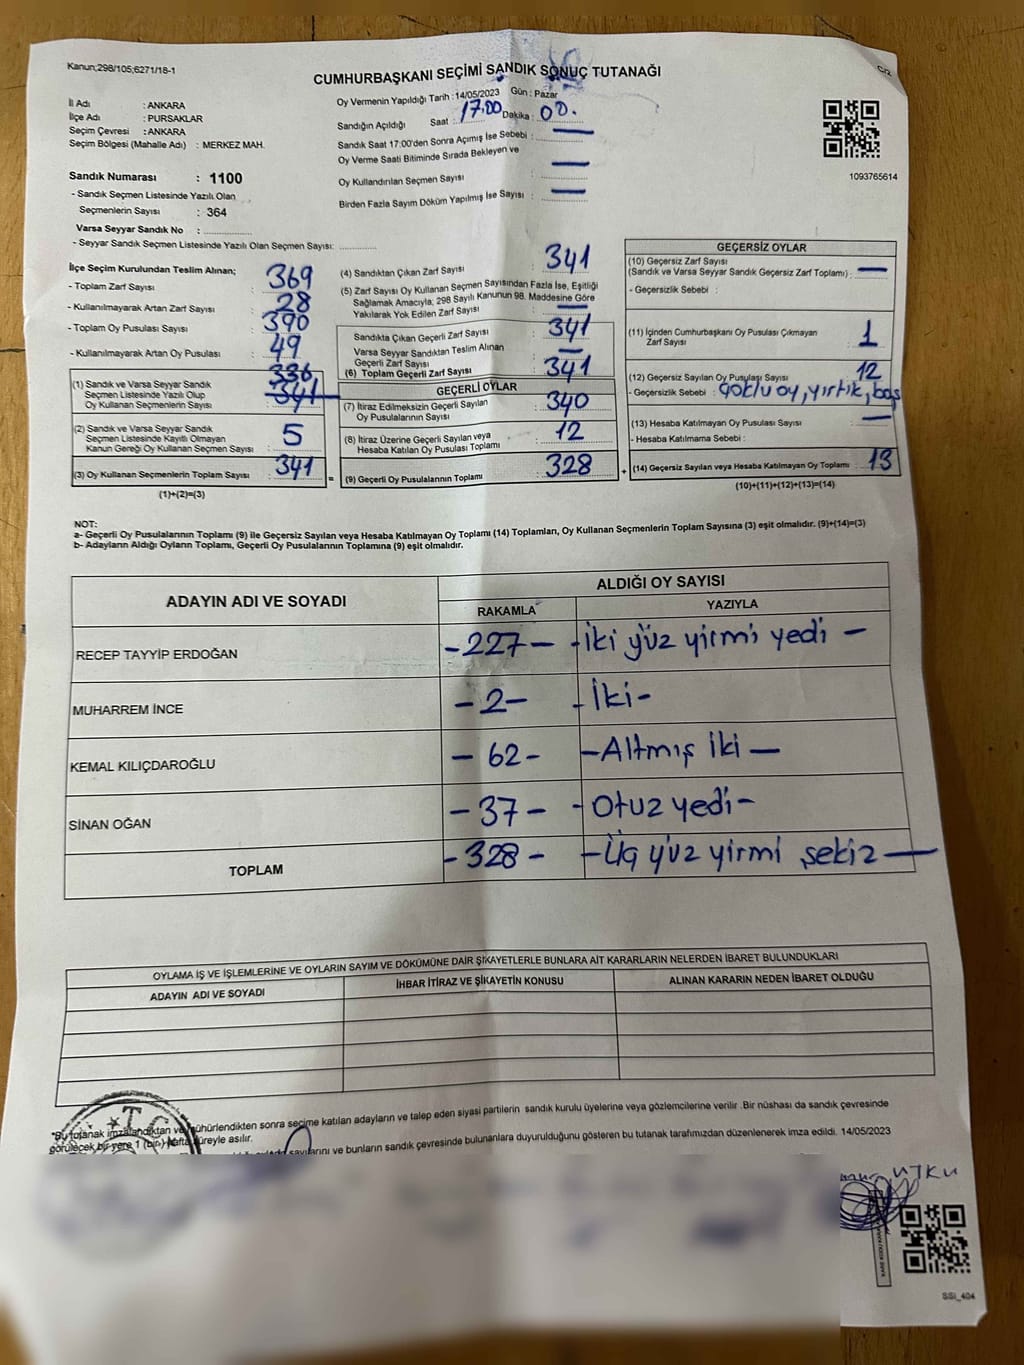 Kanun;298/105;6271/18-1
C/2
CUMHURBAŞKANI SEÇİMİ SANDIK SONUÇ TUTANAĞI
İl Adı : ANKARA
İlçe Adı : PURSAKLAR
Seçim Çevresi : ANKARA
Seçim Bölgesi (Mahalle Adı) : MERKEZ MAH.
Sandık Numarası : 1100
- Sandık Seçmen Listesinde Yazılı Olan
Seçmenlerin Sayısı : 364
Varsa Seyyar Sandık No : ....................
- Seyyar Sandık Seçmen Listesinde Yazılı Olan Seçmen Sayısı: ..............
Oy Vermenin Yapıldığı Tarih : 14/05/2023 Gün : Pazar
Sandığın Açıldığı Saat : 17.00 Dakika : 00.
Sandık Saat 17:00'den Sonra Açımış İse Sebebi : —
Oy Verme Saati Bitiminde Sırada Bekleyen ve
Oy Kullandırılan Seçmen Sayısı : —
Birden Fazla Sayım Döküm Yapılmış İse Sayısı : —
1093765614
İlçe Seçim Kurulundan Teslim Alınan;
- Toplam Zarf Sayısı : 369
- Kullanılmayarak Artan Zarf Sayısı : 28
- Toplam Oy Pusulası Sayısı : 390
- Kullanılmayarak Artan Oy Pusulası : 49
336
(1) Sandık ve Varsa Seyyar Sandık
Seçmen Listesinde Yazılı Olup : 341
Oy Kullanan Seçmenlerin Sayısı
(2) Sandık ve Varsa Seyyar Sandık
Seçmen Listesinde Kayıtlı Olmayan : 5
Kanun Gereği Oy Kullanan Seçmen Sayısı
(3) Oy Kullanan Seçmenlerin Toplam Sayısı : 341
(1)+(2)=(3)
(4) Sandıktan Çıkan Zarf Sayısı : 341
(5) Zarf Sayısı Oy Kullanan Seçmen Sayısından Fazla İse, Eşitliği
Sağlamak Amacıyla; 298 Sayılı Kanunun 98. Maddesine Göre
Yakılarak Yok Edilen Zarf Sayısı : —
Sandıkta Çıkan Geçerli Zarf Sayısı : 341
Varsa Seyyar Sandıktan Teslim Alınan
Geçerli Zarf Sayısı : —
(6) Toplam Geçerli Zarf Sayısı : 341
GEÇERLİ OYLAR
(7) İtiraz Edilmeksizin Geçerli Sayılan
Oy Pusulalarının Sayısı : 340
(8) İtiraz Üzerine Geçerli Sayılan veya
Hesaba Katılan Oy Pusulası Toplamı : 12
(9) Geçerli Oy Pusulalarının Toplamı : 328
GEÇERSİZ OYLAR
(10) Geçersiz Zarf Sayısı
(Sandık ve Varsa Seyyar Sandık Geçersiz Zarf Toplamı) : —
- Geçersizlik Sebebi :
(11) İçinden Cumhurbaşkanı Oy Pusulası Çıkmayan
Zarf Sayısı : 1
(12) Geçersiz Sayılan Oy Pusulası Sayısı : 12
- Geçersizlik Sebebi : Çoklu oy, yırtık, boş
(13) Hesaba Katılmayan Oy Pusulası Sayısı : —
- Hesaba Katılmama Sebebi :
(14) Geçersiz Sayılan veya Hesaba Katılmayan Oy Toplamı : 13
(10)+(11)+(12)+(13)=(14)
NOT:
a- Geçerli Oy Pusulalarının Toplamı (9) ile Geçersiz Sayılan veya Hesaba Katılmayan Oy Toplamı (14) Toplamları, Oy Kullanan Seçmenlerin Toplam Sayısına (3) eşit olmalıdır. (9)+(14)=(3)
b- Adayların Aldığı Oyların Toplamı, Geçerli Oy Pusulalarının Toplamına (9) eşit olmalıdır.
ADAYIN ADI VE SOYADI
ALDIĞI OY SAYISI
RAKAMLA YAZIYLA
RECEP TAYYİP ERDOĞAN -227- -İki yüz yirmi yedi -
MUHARREM İNCE -2- -İki-
KEMAL KILIÇDAROĞLU -62- -Altmış İki-
SİNAN OĞAN -37- -Otuz yedi-
TOPLAM -328- -Üç yüz yirmi sekiz-
OYLAMA İŞ VE İŞLEMLERİNE VE OYLARIN SAYIM VE DÖKÜMÜNE DAİR ŞİKAYETLERLE BUNLARA AİT KARARLARIN NELERDEN İBARET BULUNDUKLARI
ADAYIN ADI VE SOYADI İHBAR İTİRAZ VE ŞİKAYETİN KONUSU ALINAN KARARIN NEDEN İBARET OLDUĞU
T.C.
*Bu tutanak imzalandıktan ve mühürlendikten sonra seçime katılan adayların ve talep eden siyasi partilerin sandık kurulu üyelerine veya gözlemcilerine verilir .Bir nüshası da sandık çevresinde
görülecek bir yere 1 (bir) hafta süreyle asılır.
sayılarını ve bunların sandık çevresinde bulunanlara duyurulduğunu gösteren bu tutanak tarafımızdan düzenlenerek imza edildi. 14/05/2023
UTKU
SSİ_404